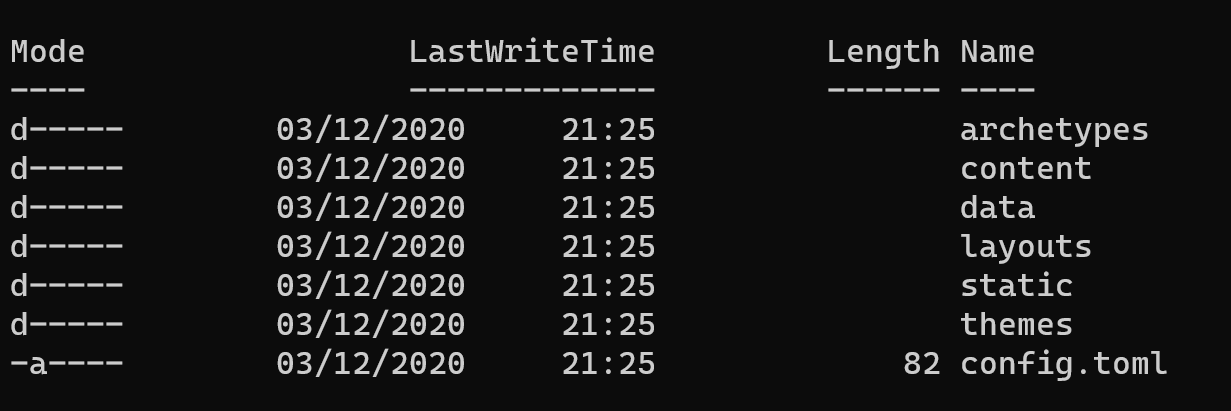 Mode                 LastWriteTime         Length Name
----                 -------------         ------ ----
d-----        03/12/2020     21:25                archetypes
d-----        03/12/2020     21:25                content
d-----        03/12/2020     21:25                data
d-----        03/12/2020     21:25                layouts
d-----        03/12/2020     21:25                static
d-----        03/12/2020     21:25                themes
-a----        03/12/2020     21:25             82 config.toml